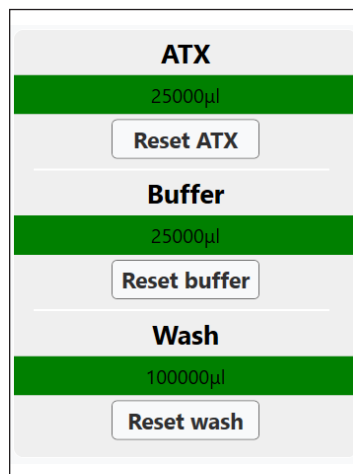 ATX
25000µl
Reset ATX
Buffer
25000µl
Reset buffer
Wash
100000µl
Reset wash